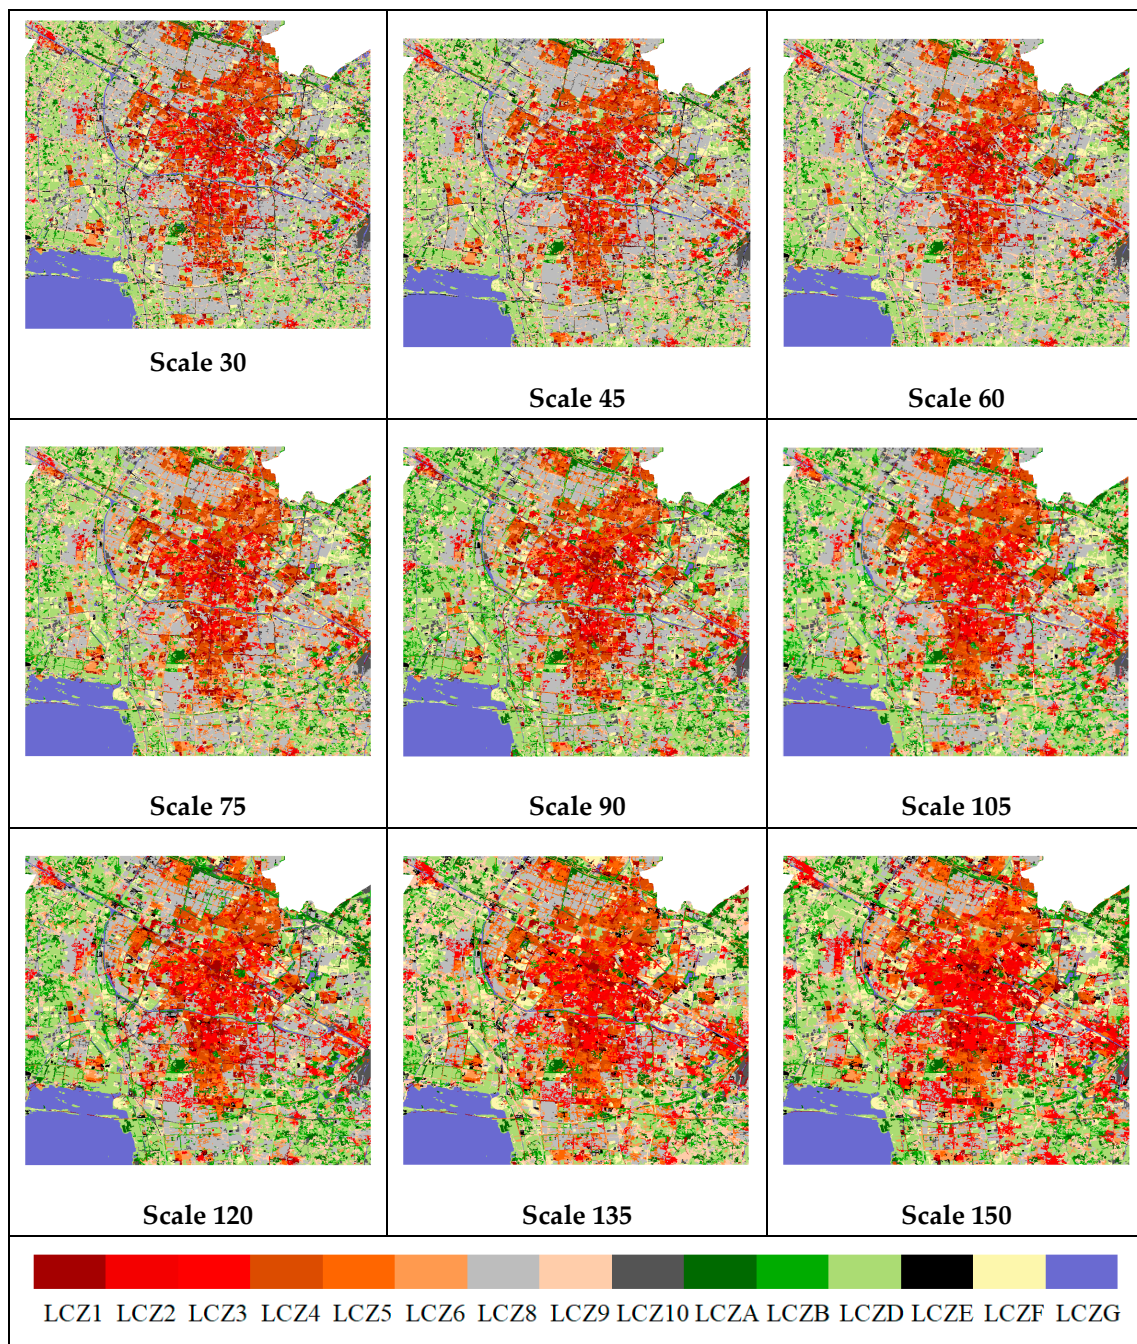 Scale 30
Scale 45
Scale 60
Scale 75
Scale 90
Scale 105
Scale 120
Scale 135
Scale 150
LCZ1 LCZ2 LCZ3 LCZ4 LCZ5 LCZ6 LCZ8 LCZ9 LCZ10 LCZA LCZB LCZD LCZE LCZF LCZG